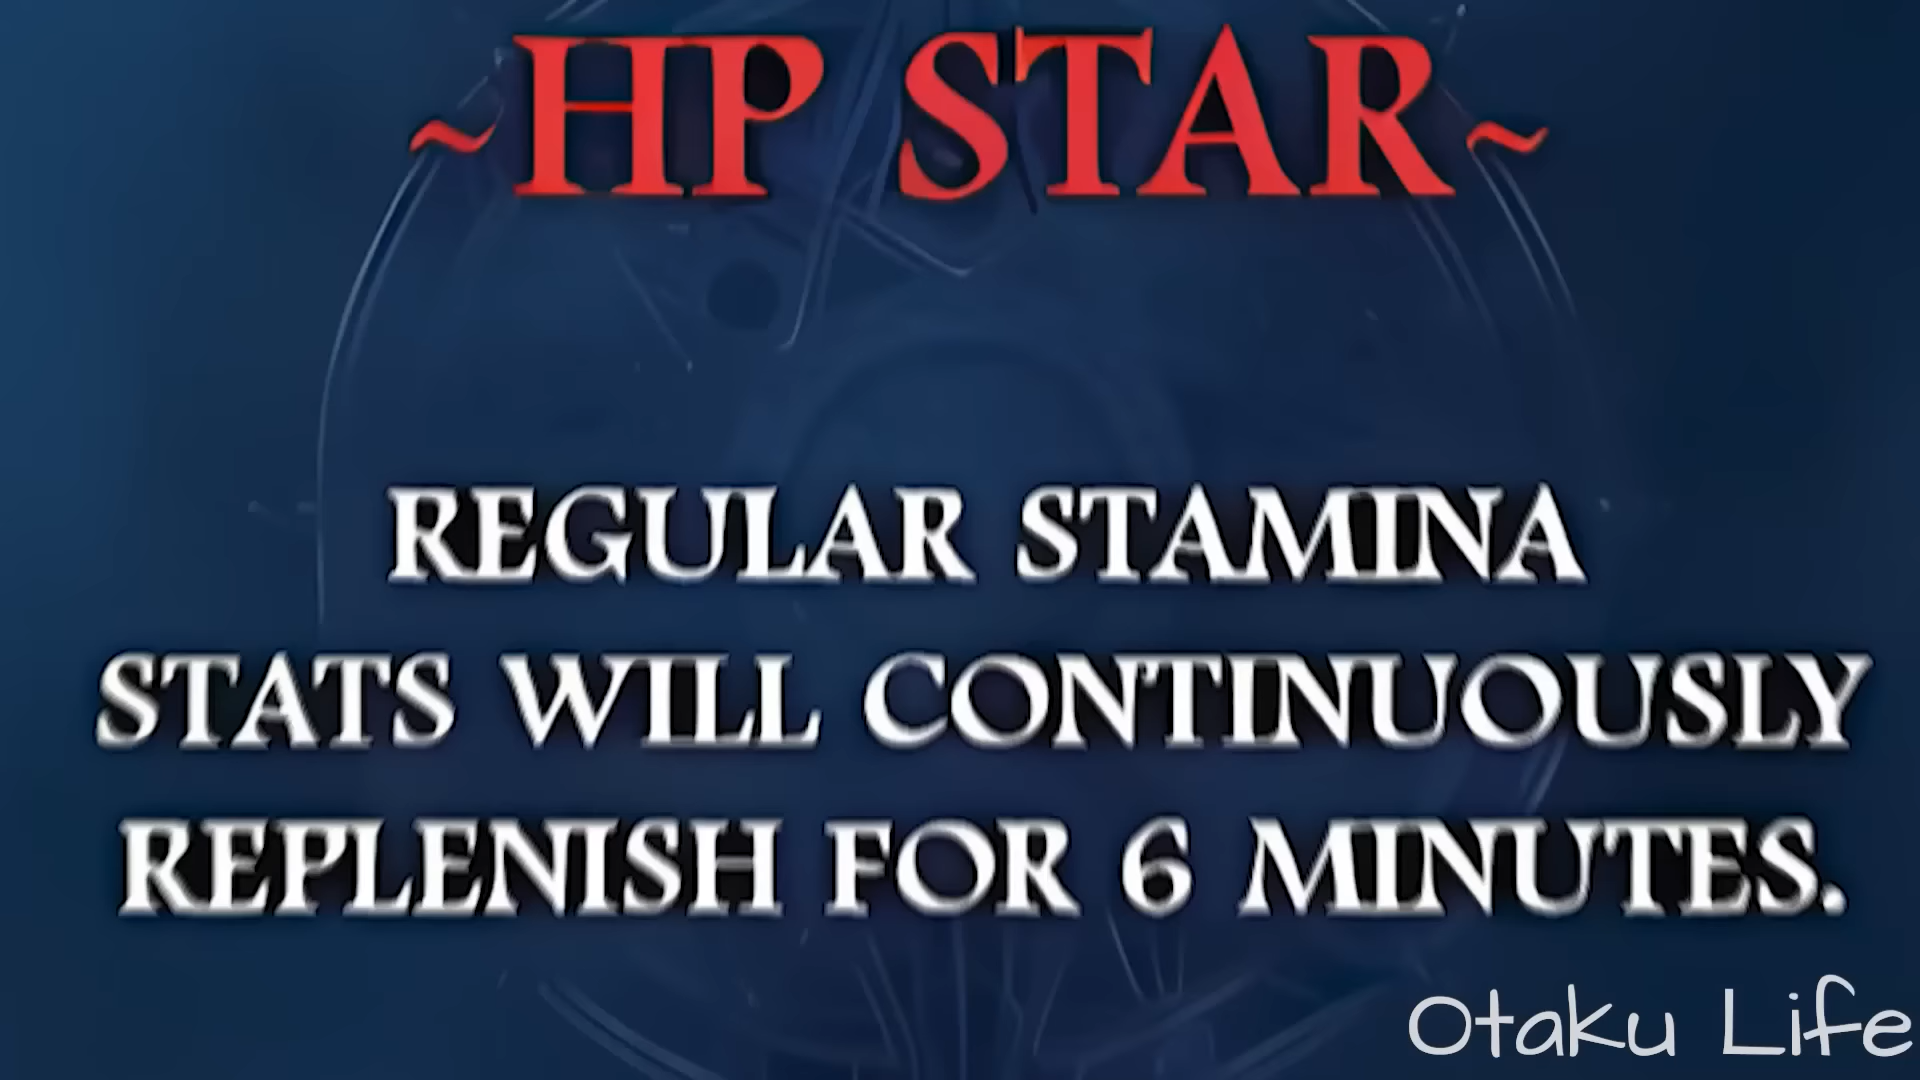 ~HP STAR~
REGULAR STAMINA
STATS WILL CONTINUOUSLY
REPLENISH FOR 6 MINUTES.
Otaku Life